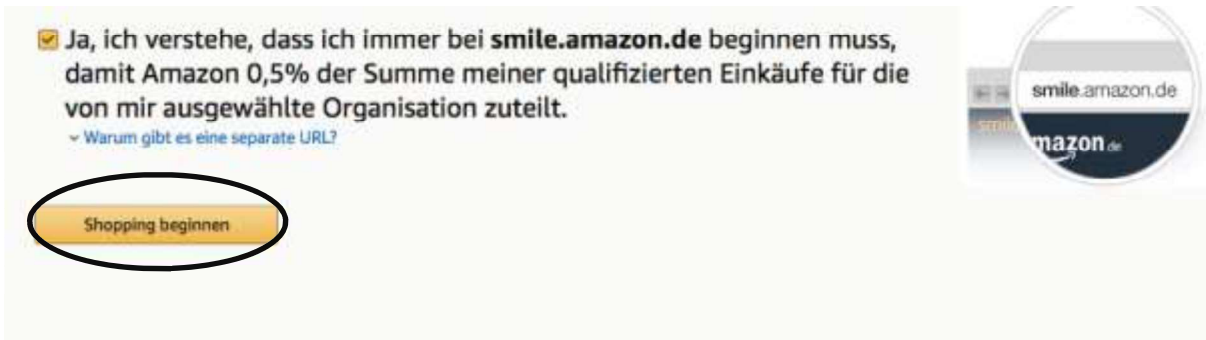 Ja, ich verstehe, dass ich immer bei smile.amazon.de beginnen muss,
damit Amazon 0,5% der Summe meiner qualifizierten Einkäufe für die
von mir ausgewählte Organisation zuteilt.
Warum gibt es eine separate URL?
Shopping beginnen
smile.amazon.de
smile
mazon.de